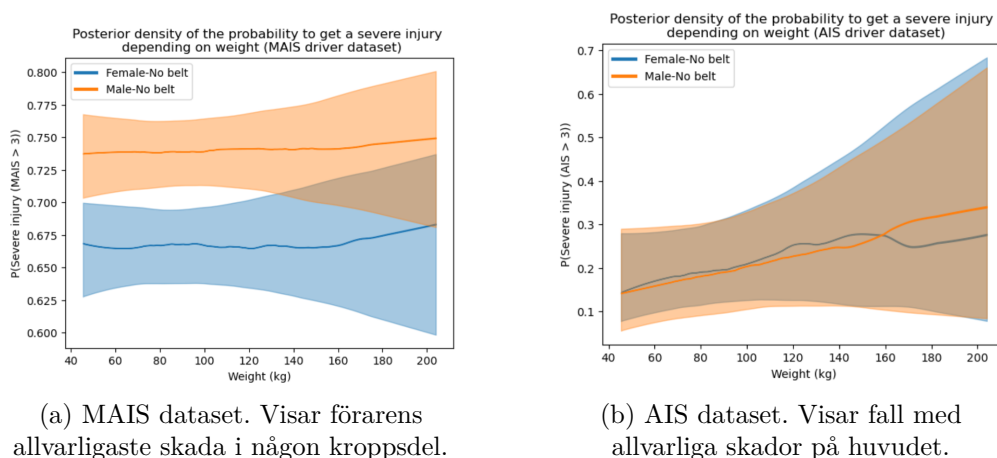 Posterior density of the probability to get a severe injury
depending on weight (MAIS driver dataset)
Female-No belt
Male-No belt
P(Severe injury (MAIS > 3))
0.800
0.775
0.750
0.725
0.700
0.675
0.650
0.625
0.600
40 60 80 100 120 140 160 180 200
Weight (kg)
(a) MAIS dataset. Visar förarens
allvarligaste skada i någon kroppsdel.
Posterior density of the probability to get a severe injury
depending on weight (AIS driver dataset)
Female-No belt
Male-No belt
P(Severe injury (AIS > 3))
0.7
0.6
0.5
0.4
0.3
0.2
0.1
40 60 80 100 120 140 160 180 200
Weight (kg)
(b) AIS dataset. Visar fall med
allvarliga skador på huvudet.